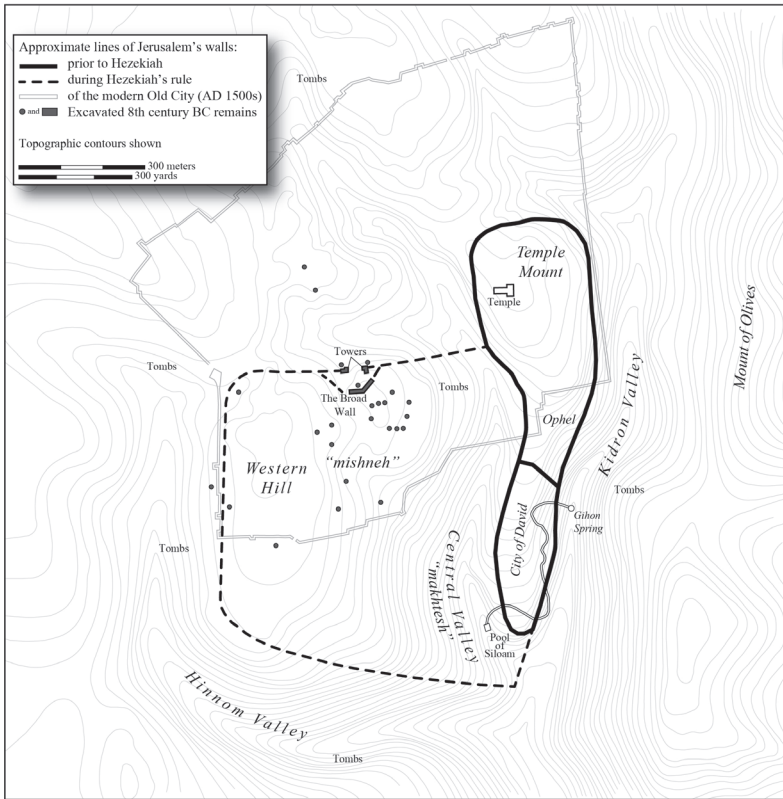 Approximate lines of Jerusalem's walls:
prior to Hezekiah
during Hezekiah's rule
of the modern Old City (AD 1500s)
and
Excavated 8th century BC remains
Topographic contours shown
300 meters
300 yards
Tombs
Temple
Mount
Temple
Mount of Olives
Towers
Tombs
The Broad
Wall
Tombs
Ophel
Kidron Valley
Western
Hill
"mishneh"
Tombs
Gihon
Spring
City of David
Central Valley
"makhtesh"
Tombs
Pool
of
Siloam
Hinnom Valley
Tombs